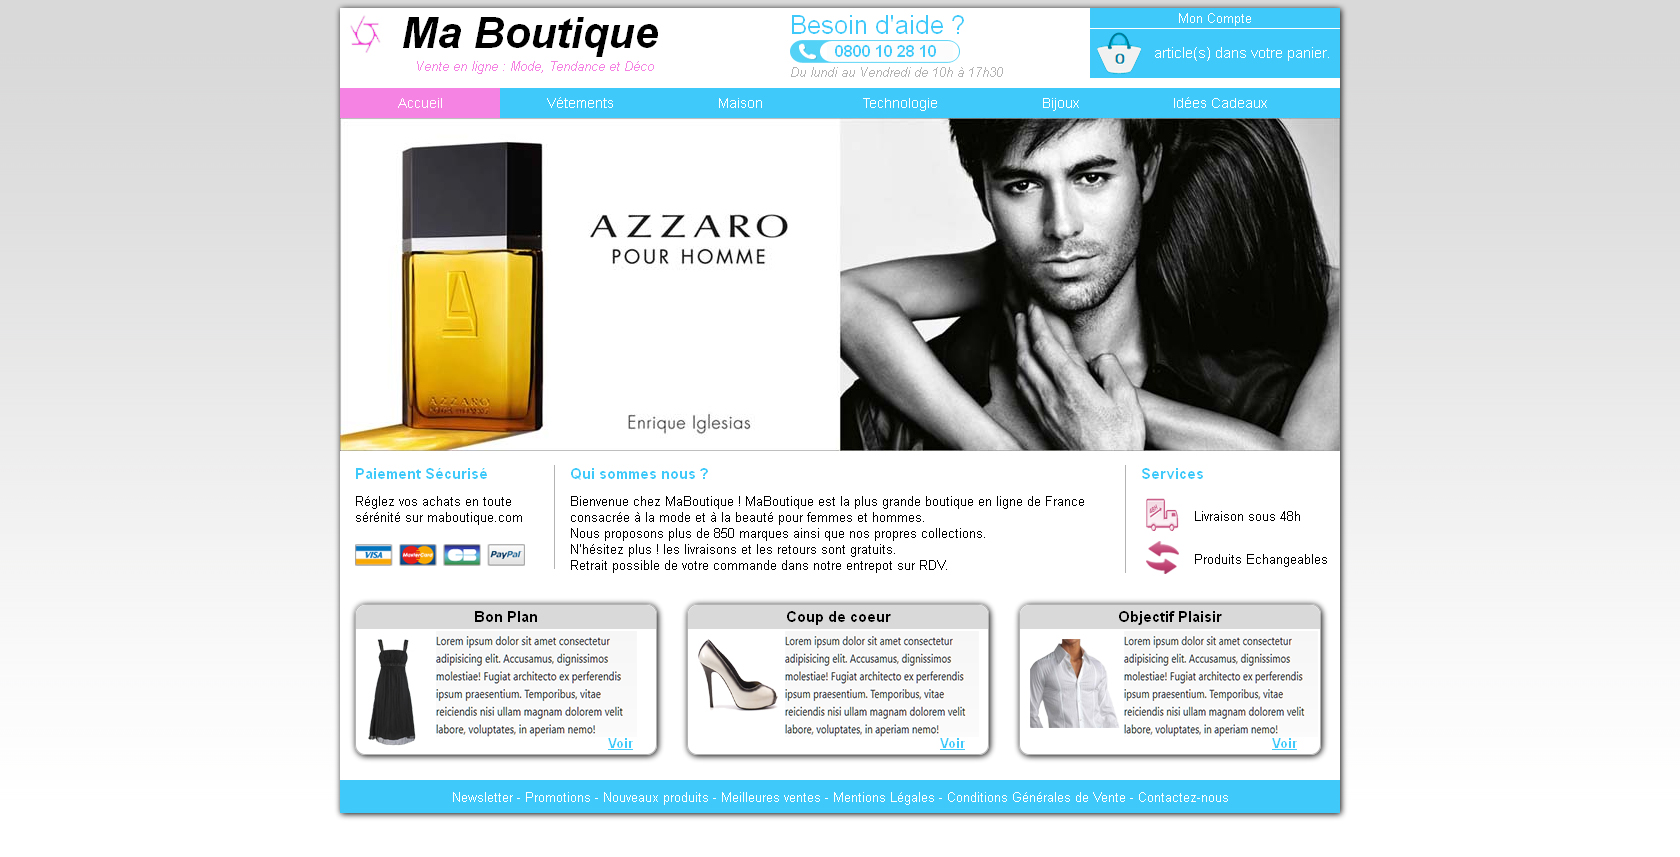 Ma Boutique
Vente en ligne : Mode, Tendance et Déco
Besoin d'aide ?
0800 10 28 10
Du lundi au Vendredi de 10h à 17h30
Mon Compte
0
article(s) dans votre panier.
Accueil
Vétements
Maison
Technologie
Bijoux
Idées Cadeaux
AZZARO
POUR HOMME
AZZARO
Enrique Iglesias
Paiement Sécurisé
Réglez vos achats en toute
sérénité sur maboutique.com
VISA
MasterCard
CB
PayPal
Qui sommes nous ?
Bienvenue chez MaBoutique ! MaBoutique est la plus grande boutique en ligne de France
consacrée à la mode et à la beauté pour femmes et hommes.
Nous proposons plus de 850 marques ainsi que nos propres collections.
N'hésitez plus ! les livraisons et les retours sont gratuits.
Retrait possible de votre commande dans notre entrepot sur RDV.
Services
Livraison sous 48h
Produits Echangeables
Bon Plan
Lorem ipsum dolor sit amet consectetur
adipisicing elit. Accusamus, dignissimos
molestiae! Fugiat architecto ex perferendis
ipsum praesentium. Temporibus, vitae
reiciendis nisi ullam magnam dolorem velit
labore, voluptates, in aperiam nemo!
Voir
Coup de coeur
Lorem ipsum dolor sit amet consectetur
adipisicing elit. Accusamus, dignissimos
molestiae! Fugiat architecto ex perferendis
ipsum praesentium. Temporibus, vitae
reiciendis nisi ullam magnam dolorem velit
labore, voluptates, in aperiam nemo!
Voir
Objectif Plaisir
Lorem ipsum dolor sit amet consectetur
adipisicing elit. Accusamus, dignissimos
molestiae! Fugiat architecto ex perferendis
ipsum praesentium. Temporibus, vitae
reiciendis nisi ullam magnam dolorem velit
labore, voluptates, in aperiam nemo!
Voir
Newsletter - Promotions - Nouveaux produits - Meilleures ventes - Mentions Légales - Conditions Générales de Vente - Contactez-nous